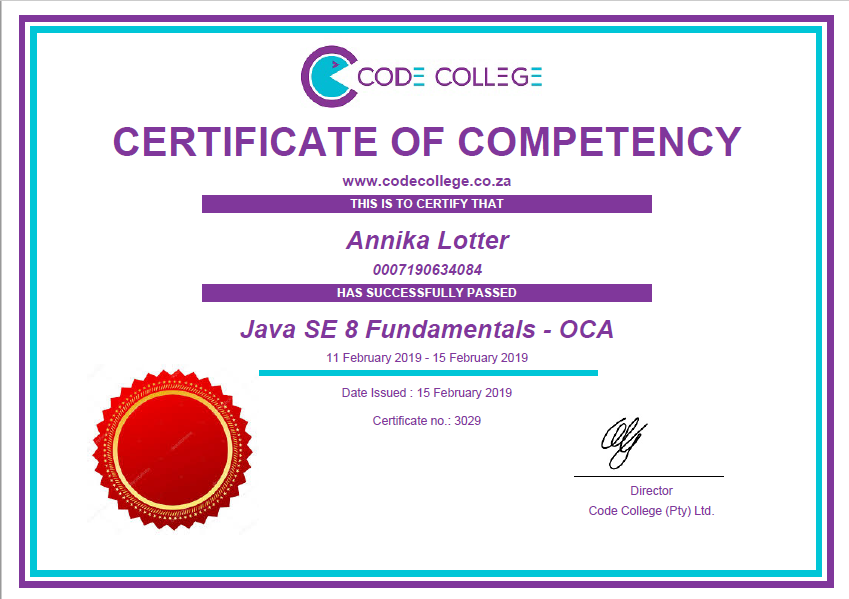 CODE COLLEGE
CERTIFICATE OF COMPETENCY
www.codecollege.co.za
THIS IS TO CERTIFY THAT
Annika Lotter
0007190634084
HAS SUCCESSFULLY PASSED
Java SE 8 Fundamentals - OCA
11 February 2019 - 15 February 2019
Date Issued : 15 February 2019
Certificate no.: 3029
Director
Code College (Pty) Ltd.